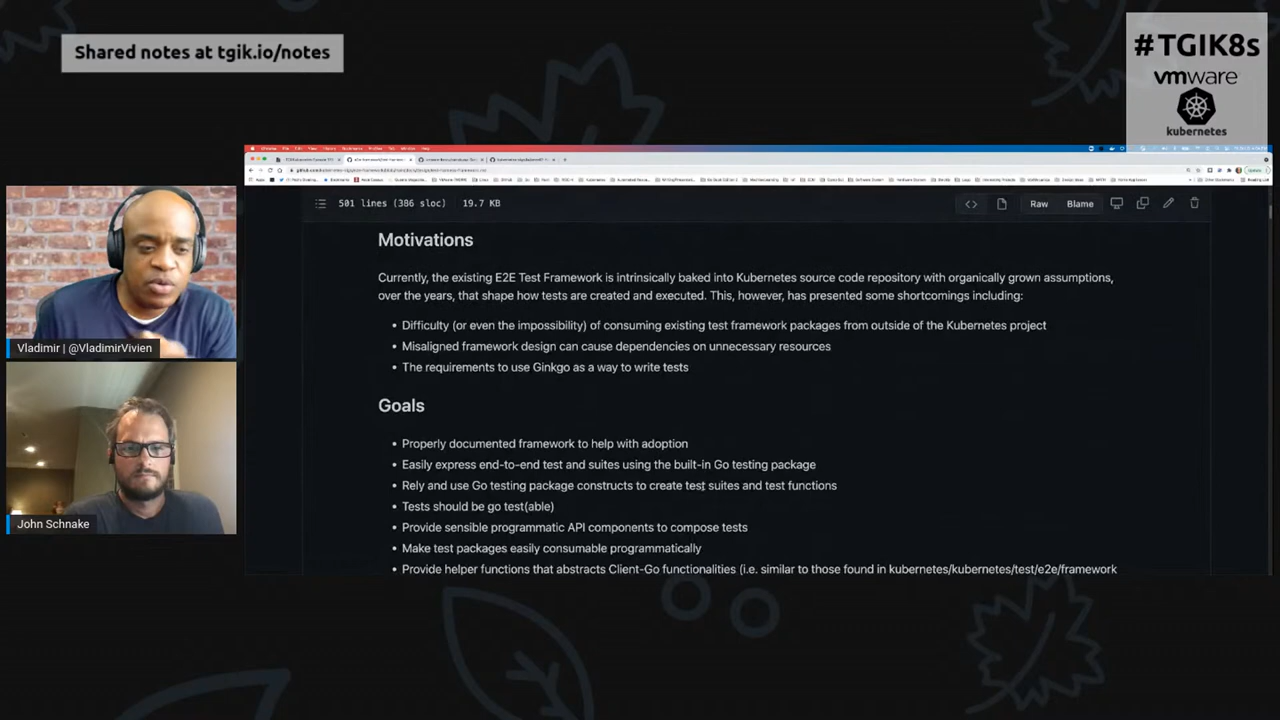 Shared notes at tgik.io/notes
#TGIK8s
vmware
kubernetes
501 lines (386 sloc) 19.7 KB
Raw
Blame
Motivations
Currently, the existing E2E Test Framework is intrinsically baked into Kubernetes source code repository with organically grown assumptions,
over the years, that shape how tests are created and executed. This, however, has presented some shortcomings including:
• Difficulty (or even the impossibility) of consuming existing test framework packages from outside of the Kubernetes project
• Misaligned framework design can cause dependencies on unnecessary resources
• The requirements to use Ginkgo as a way to write tests
Goals
• Properly documented framework to help with adoption
• Easily express end-to-end test and suites using the built-in Go testing package
• Rely and use Go testing package constructs to create test suites and test functions
• Tests should be go test(able)
• Provide sensible programmatic API components to compose tests
• Make test packages easily consumable programmatically
• Provide helper functions that abstracts Client-Go functionalities (i.e. similar to those found in kubernetes/kubernetes/test/e2e/framework
Vladimir | @VladimirVivien
John Schnake